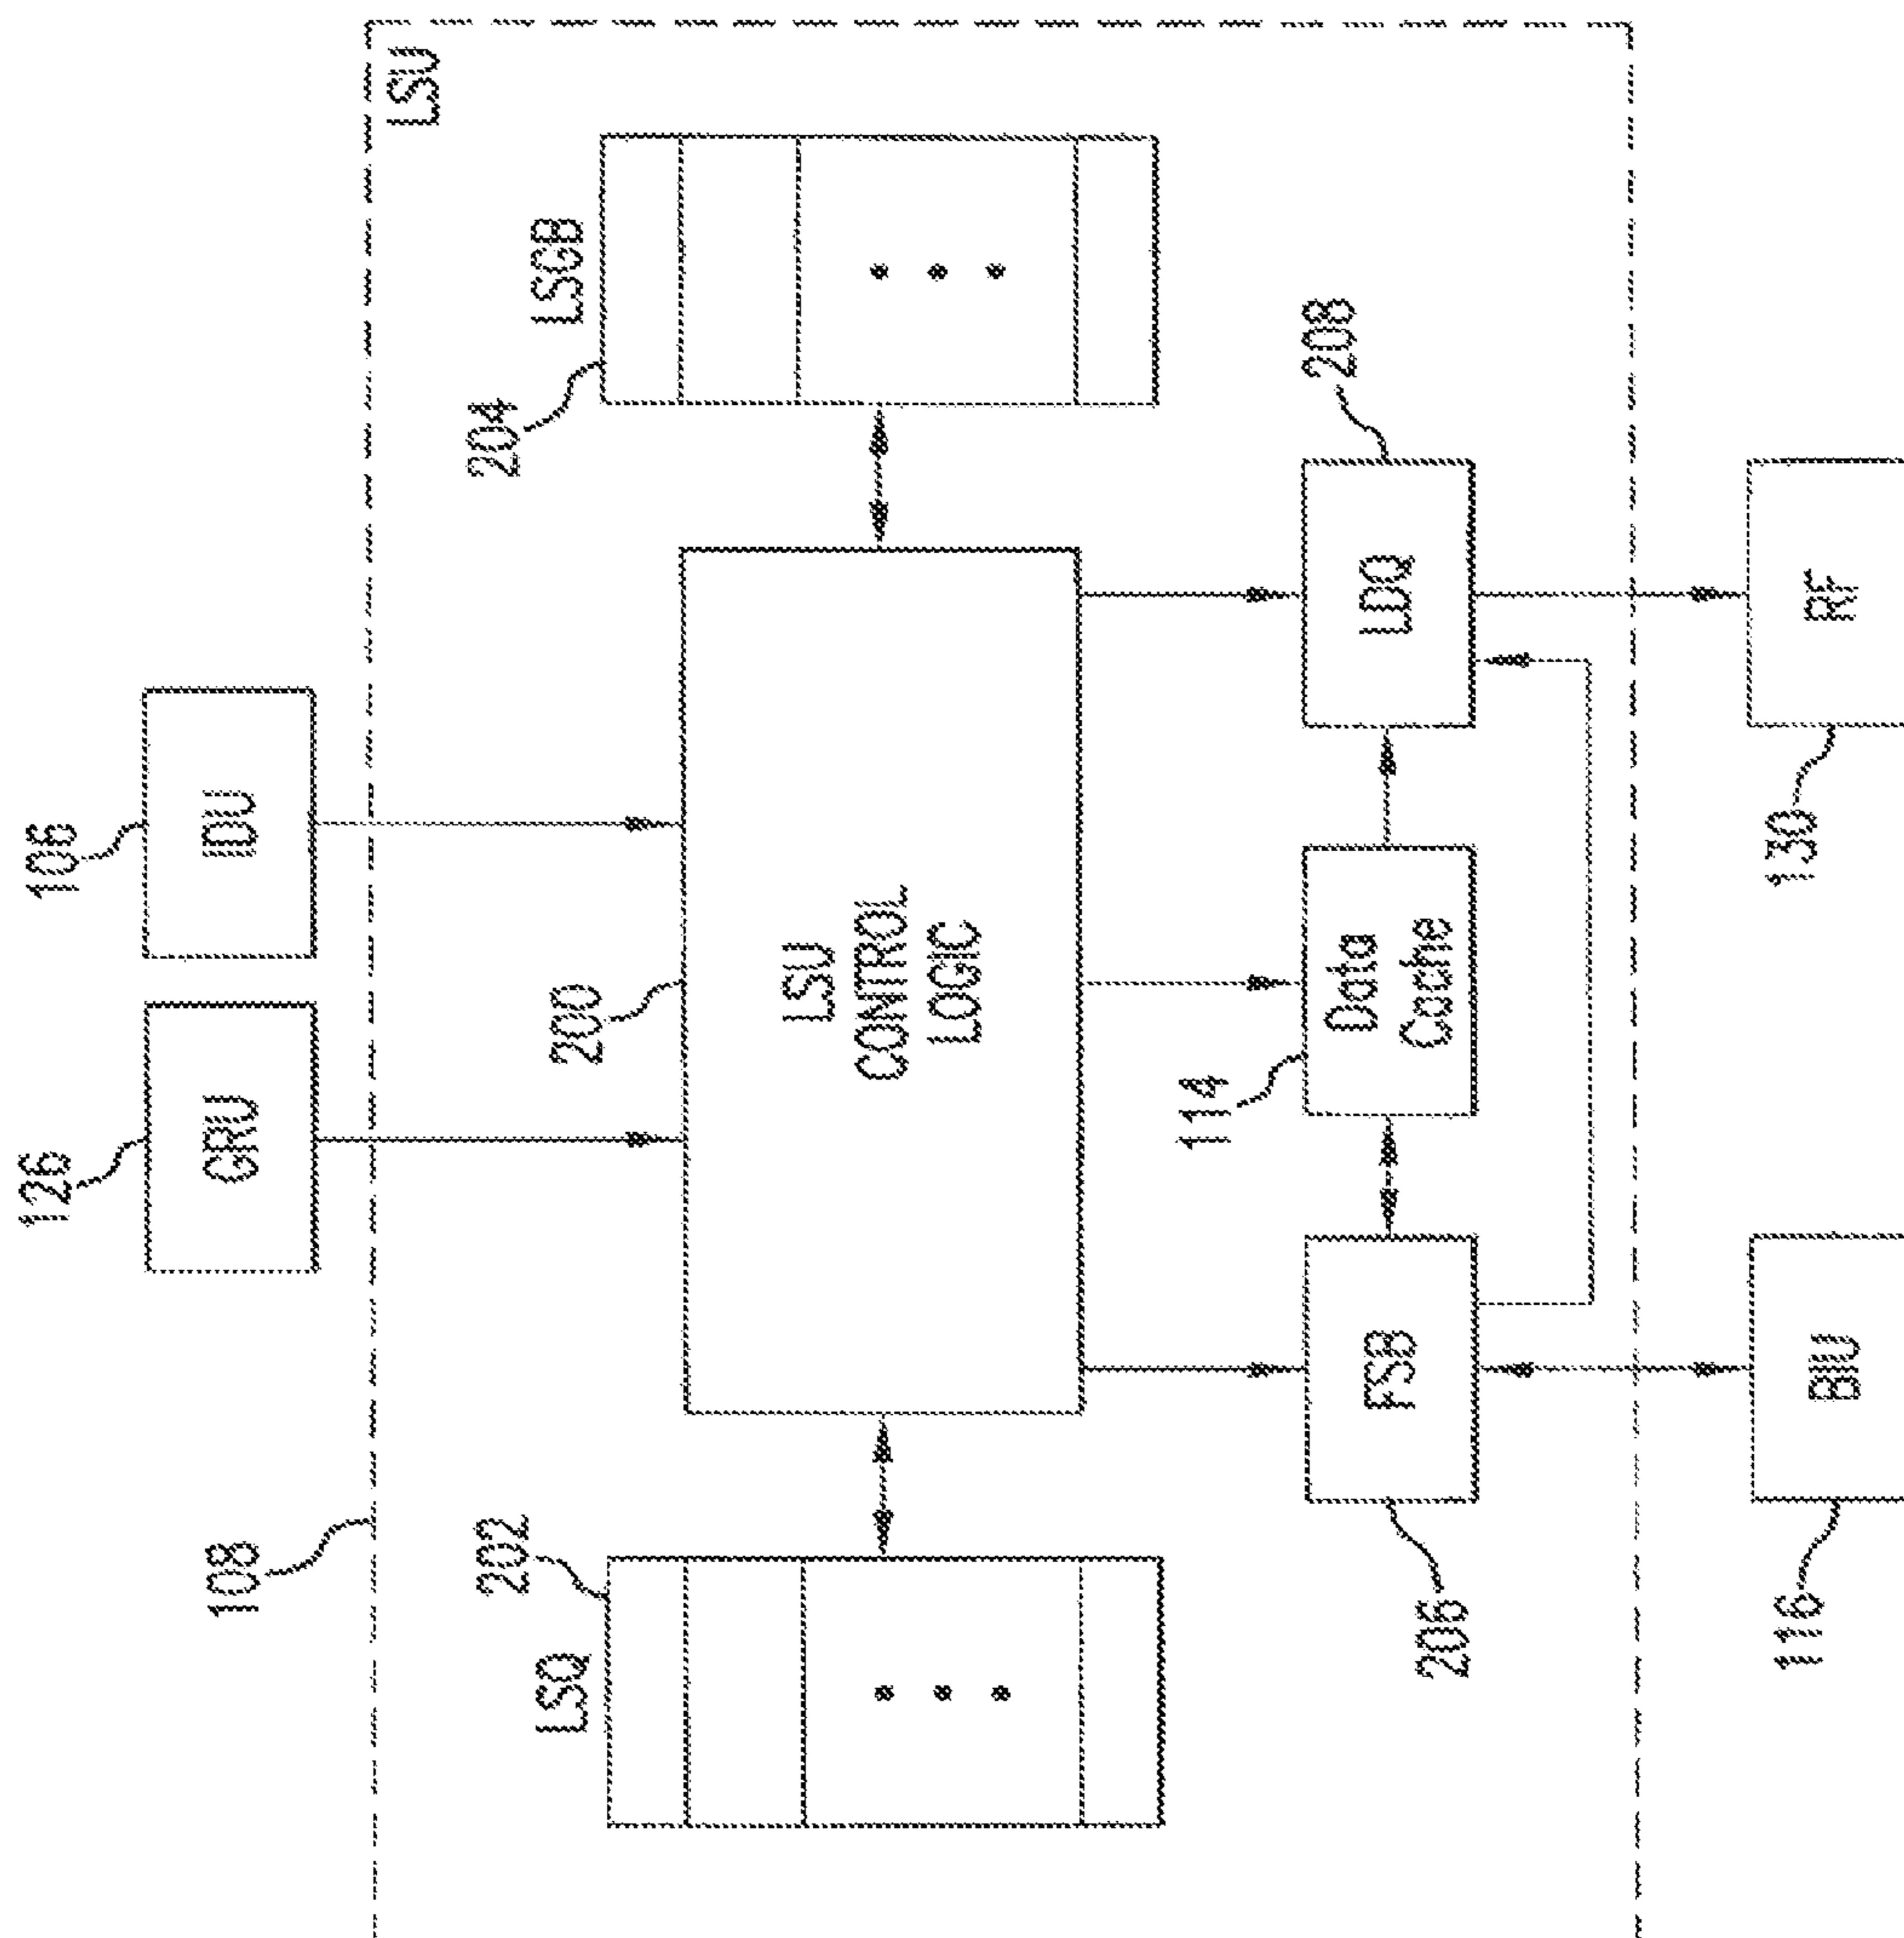 126
106
108
GRU
IDU
LSU
202
204
LSQ
200
LSGB
LSU
CONTROL
LOGIC
114
208
FSB
Data
Cache
LDQ
206
116
130
BIU
RF